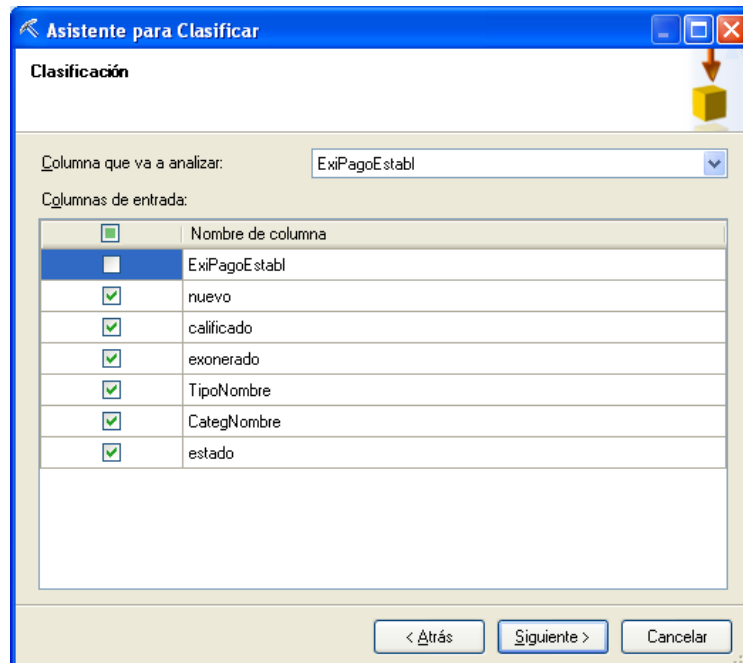 Asistente para Clasificar
Clasificación
Columna que va a analizar: ExiPagoEstabl
Columnas de entrada:
Nombre de columna
ExiPagoEstabl
nuevo
calificado
exonerado
TipoNombre
CategNombre
estado
< Atrás Siguiente > Cancelar